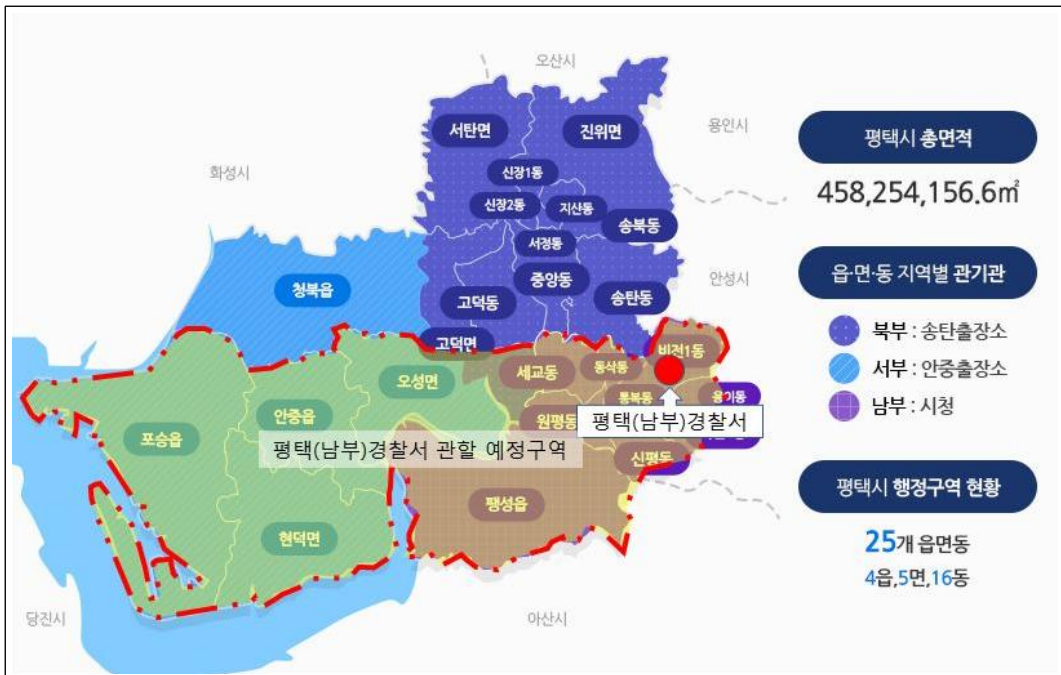 오산시
용인시
화성시
안성시
당진시
아산시
서탄면
진위면
신장1동
신장2동
지산동
송북동
서정동
중앙동
고덕동
송탄동
고덕면
청북읍
비전1동
세교동
동삭동
오성면
통복동
용이동
안중읍
원평동
평택(남부)경찰서
포승읍
평택(남부)경찰서 관할 예정구역
신평동
팽성읍
현덕면
평택시 총면적
458,254,156.6㎡
읍·면·동 지역별 관기관
북부 : 송탄출장소
서부 : 안중출장소
남부 : 시청
평택시 행정구역 현황
25개 읍면동
4읍,5면,16동